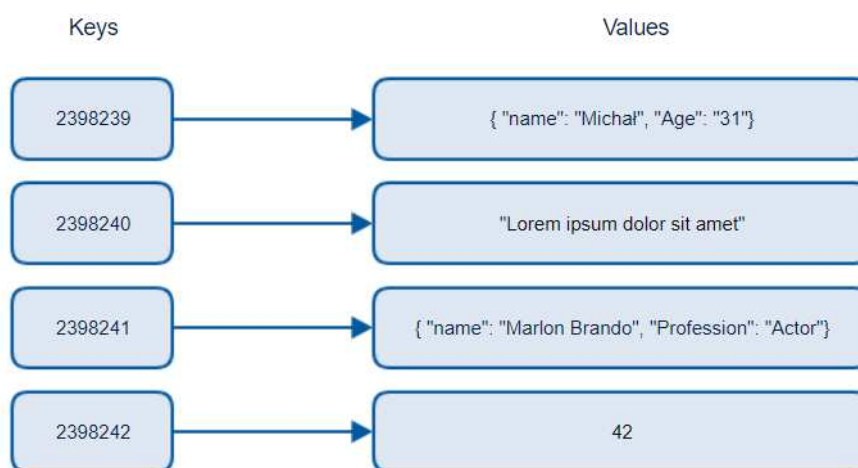 Keys Values
2398239 { "name": "Michał", "Age": "31"}
2398240 "Lorem ipsum dolor sit amet"
2398241 { "name": "Marlon Brando", "Profession": "Actor"}
2398242 42